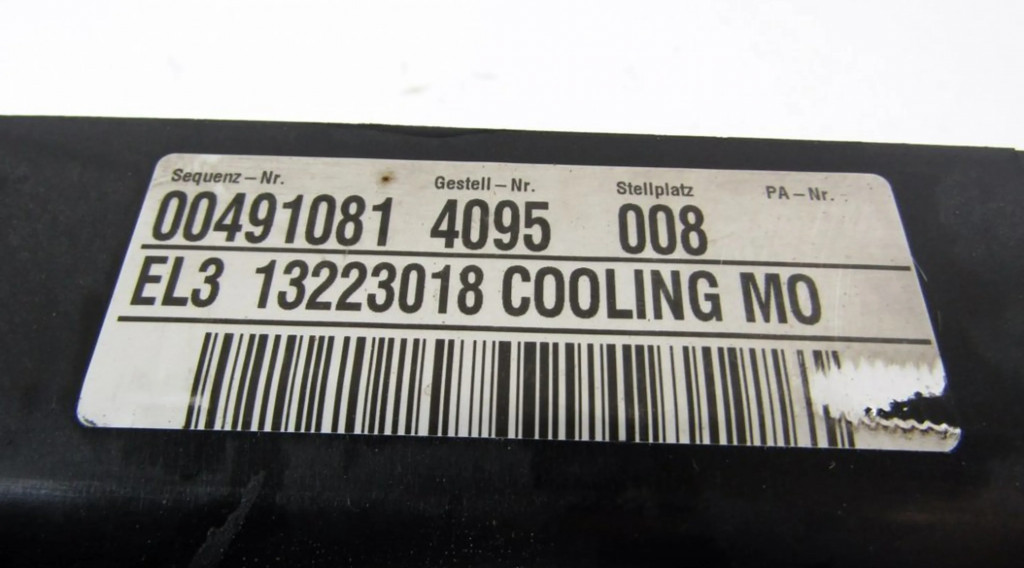 Sequenz-Nr. Gestell-Nr. Stellplatz PA-Nr.
00491081 4095 008
EL3 13223018 COOLING MO